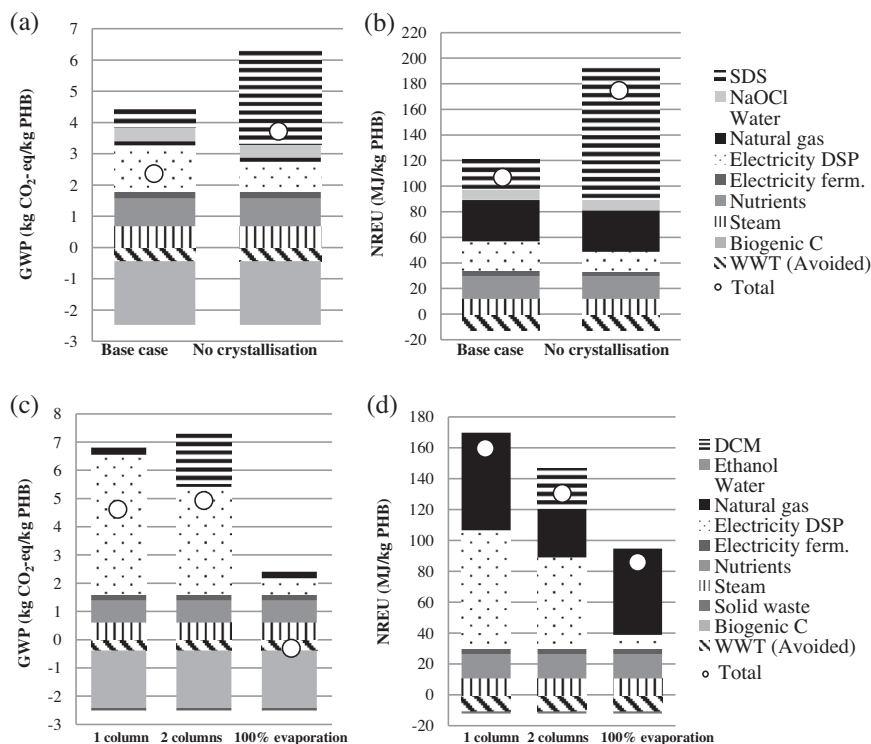 (a)
GWP (kg CO2-eq/kg PHB)
7
6
5
4
3
2
1
0
-1
-2
-3
Base case
No crystallisation
(b)
NREU (MJ/kg PHB)
220
200
180
160
140
120
100
80
60
40
20
0
-20
Base case
No crystallisation
SDS
NaOCl
Water
Natural gas
Electricity DSP
Electricity ferm.
Nutrients
Steam
Biogenic C
WWT (Avoided)
Total
(c)
GWP (kg CO2-eq/kg PHB)
8
7
6
5
4
3
2
1
0
-1
-2
-3
1 column
2 columns
100% evaporation
(d)
NREU (MJ/kg PHB)
180
160
140
120
100
80
60
40
20
0
-20
1 column
2 columns
100% evaporation
DCM
Ethanol
Water
Natural gas
Electricity DSP
Electricity ferm.
Nutrients
Steam
Solid waste
Biogenic C
WWT (Avoided)
Total